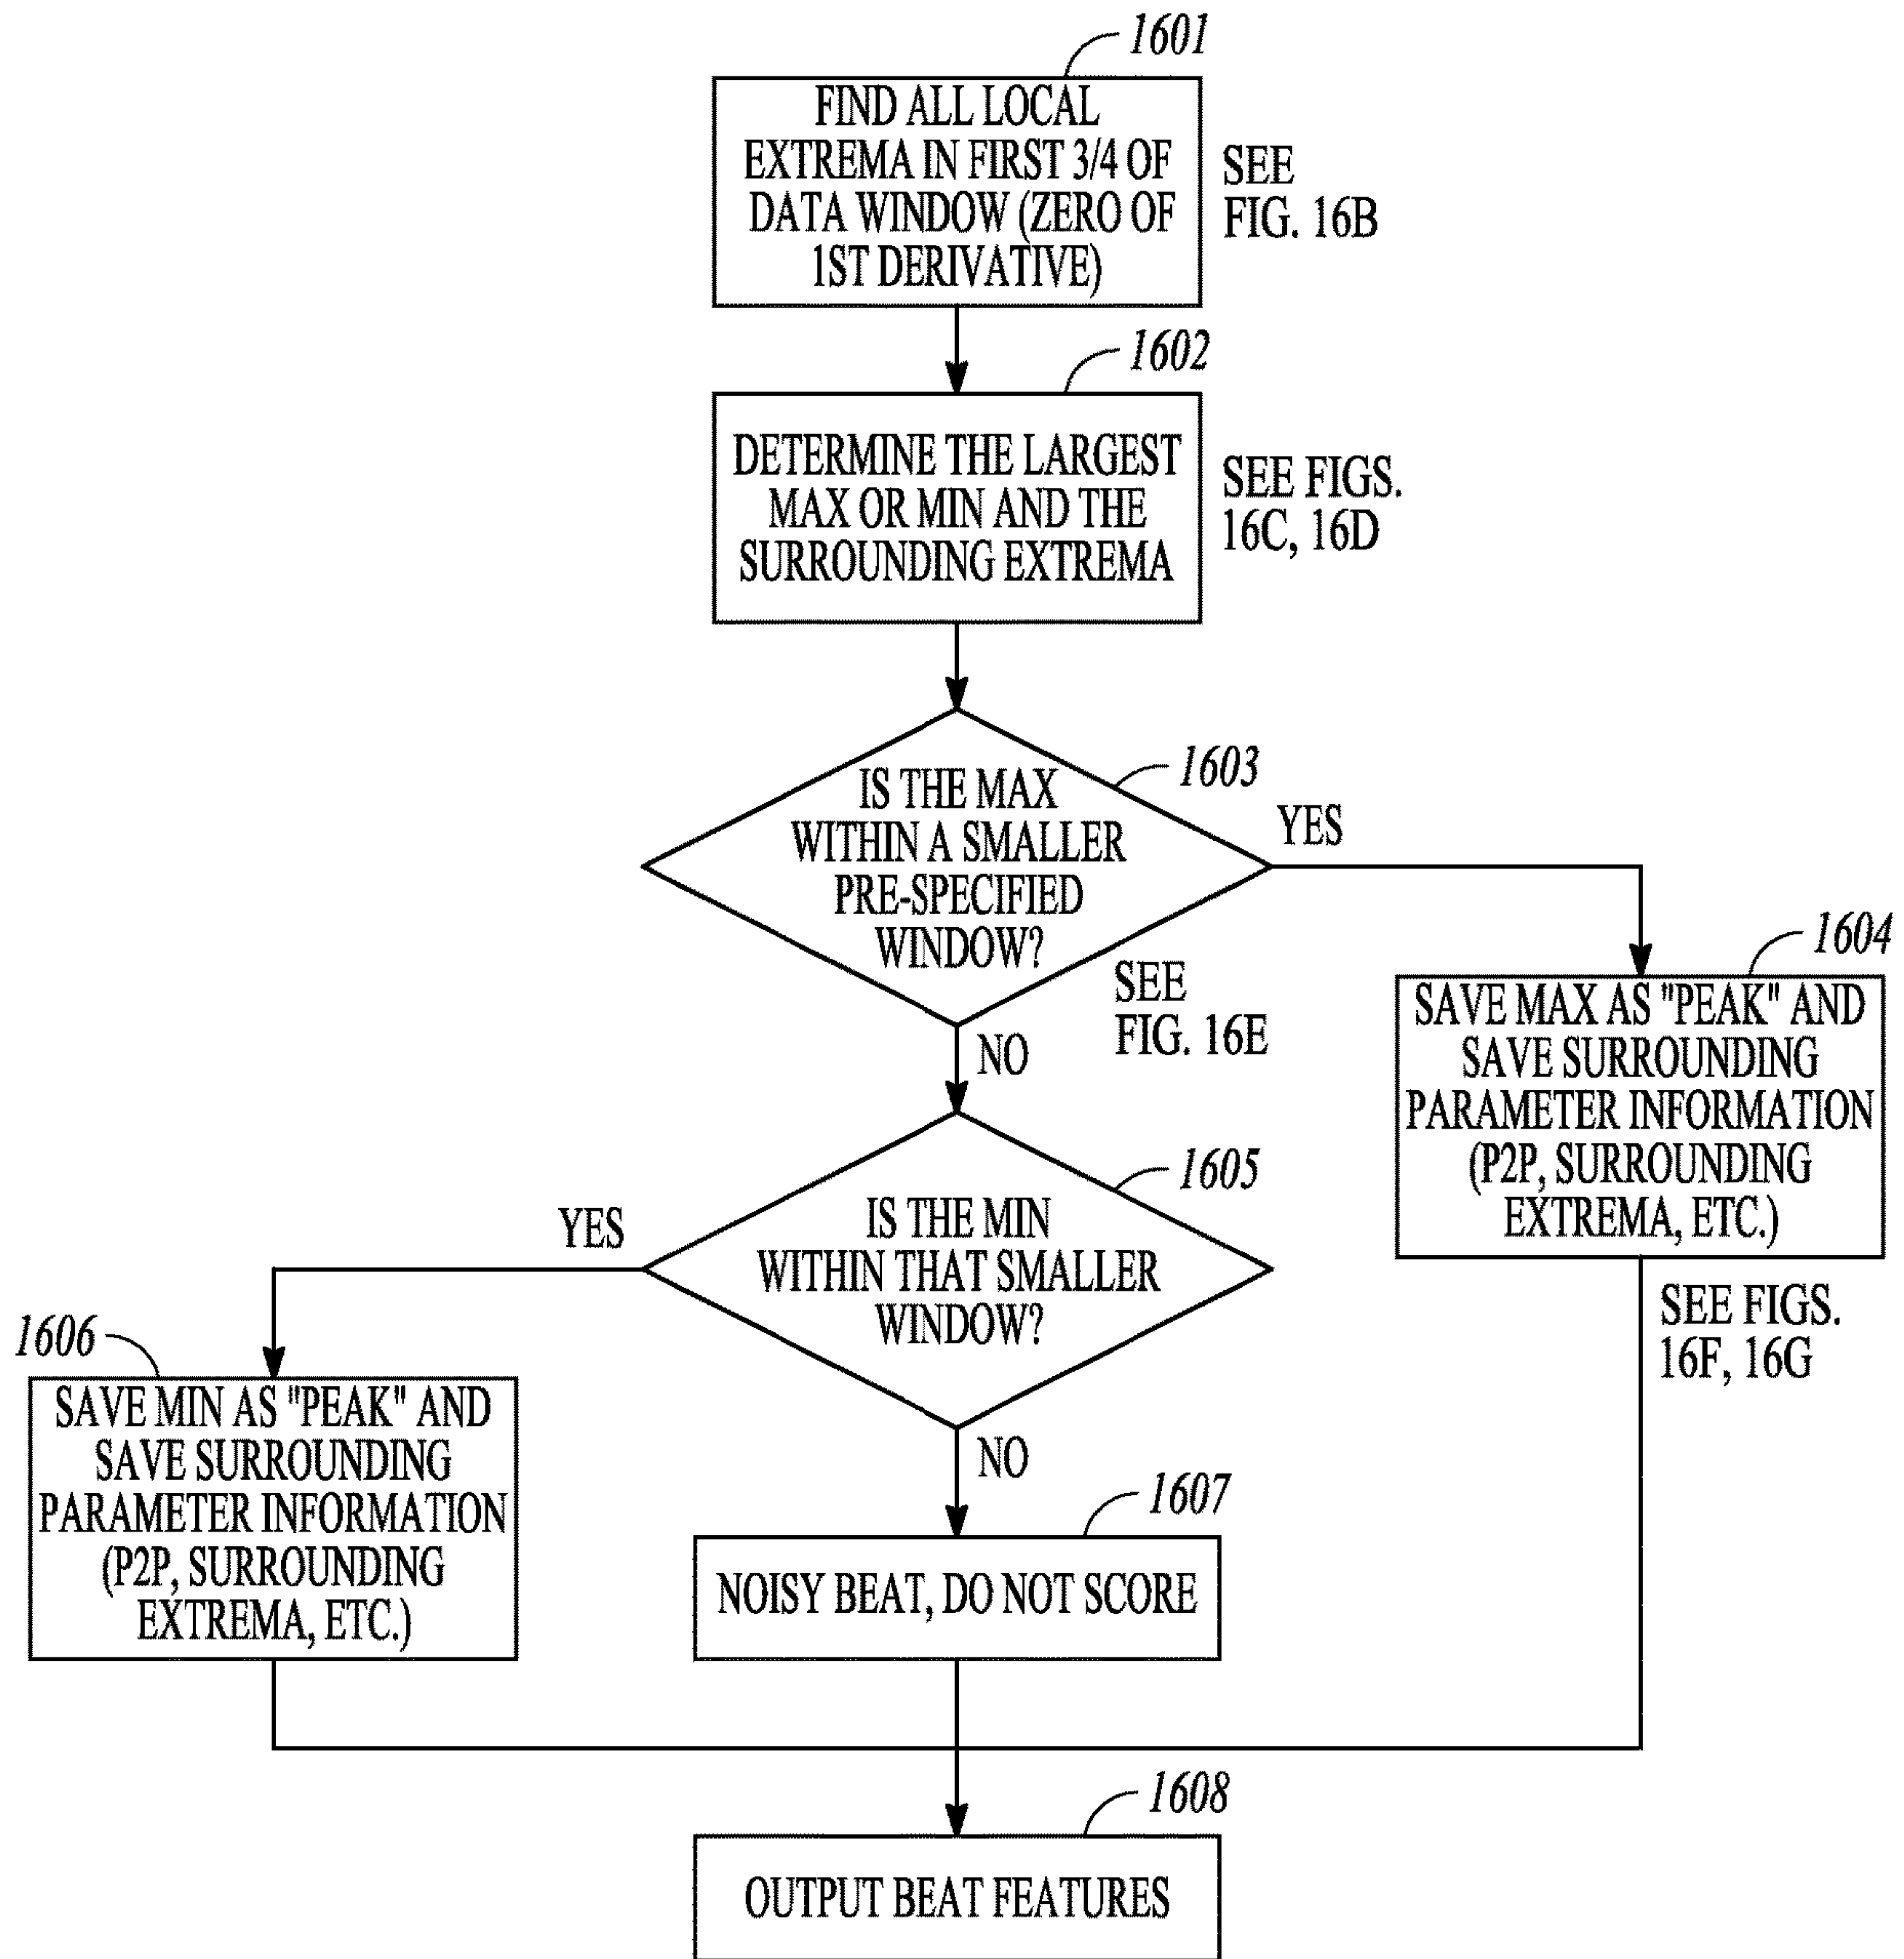 1601
FIND ALL LOCAL
EXTREMA IN FIRST 3/4 OF
DATA WINDOW (ZERO OF
1ST DERIVATIVE)
SEE
FIG. 16B
1602
DETERMINE THE LARGEST
MAX OR MIN AND THE
SURROUNDING EXTREMA
SEE FIGS.
16C, 16D
1603
IS THE MAX
WITHIN A SMALLER
PRE-SPECIFIED
WINDOW?
YES
SEE
FIG. 16E
NO
1604
SAVE MAX AS "PEAK" AND
SAVE SURROUNDING
PARAMETER INFORMATION
(P2P, SURROUNDING
EXTREMA, ETC.)
SEE FIGS.
16F, 16G
1605
IS THE MIN
WITHIN THAT SMALLER
WINDOW?
YES
NO
1606
SAVE MIN AS "PEAK" AND
SAVE SURROUNDING
PARAMETER INFORMATION
(P2P, SURROUNDING
EXTREMA, ETC.)
1607
NOISY BEAT, DO NOT SCORE
1608
OUTPUT BEAT FEATURES